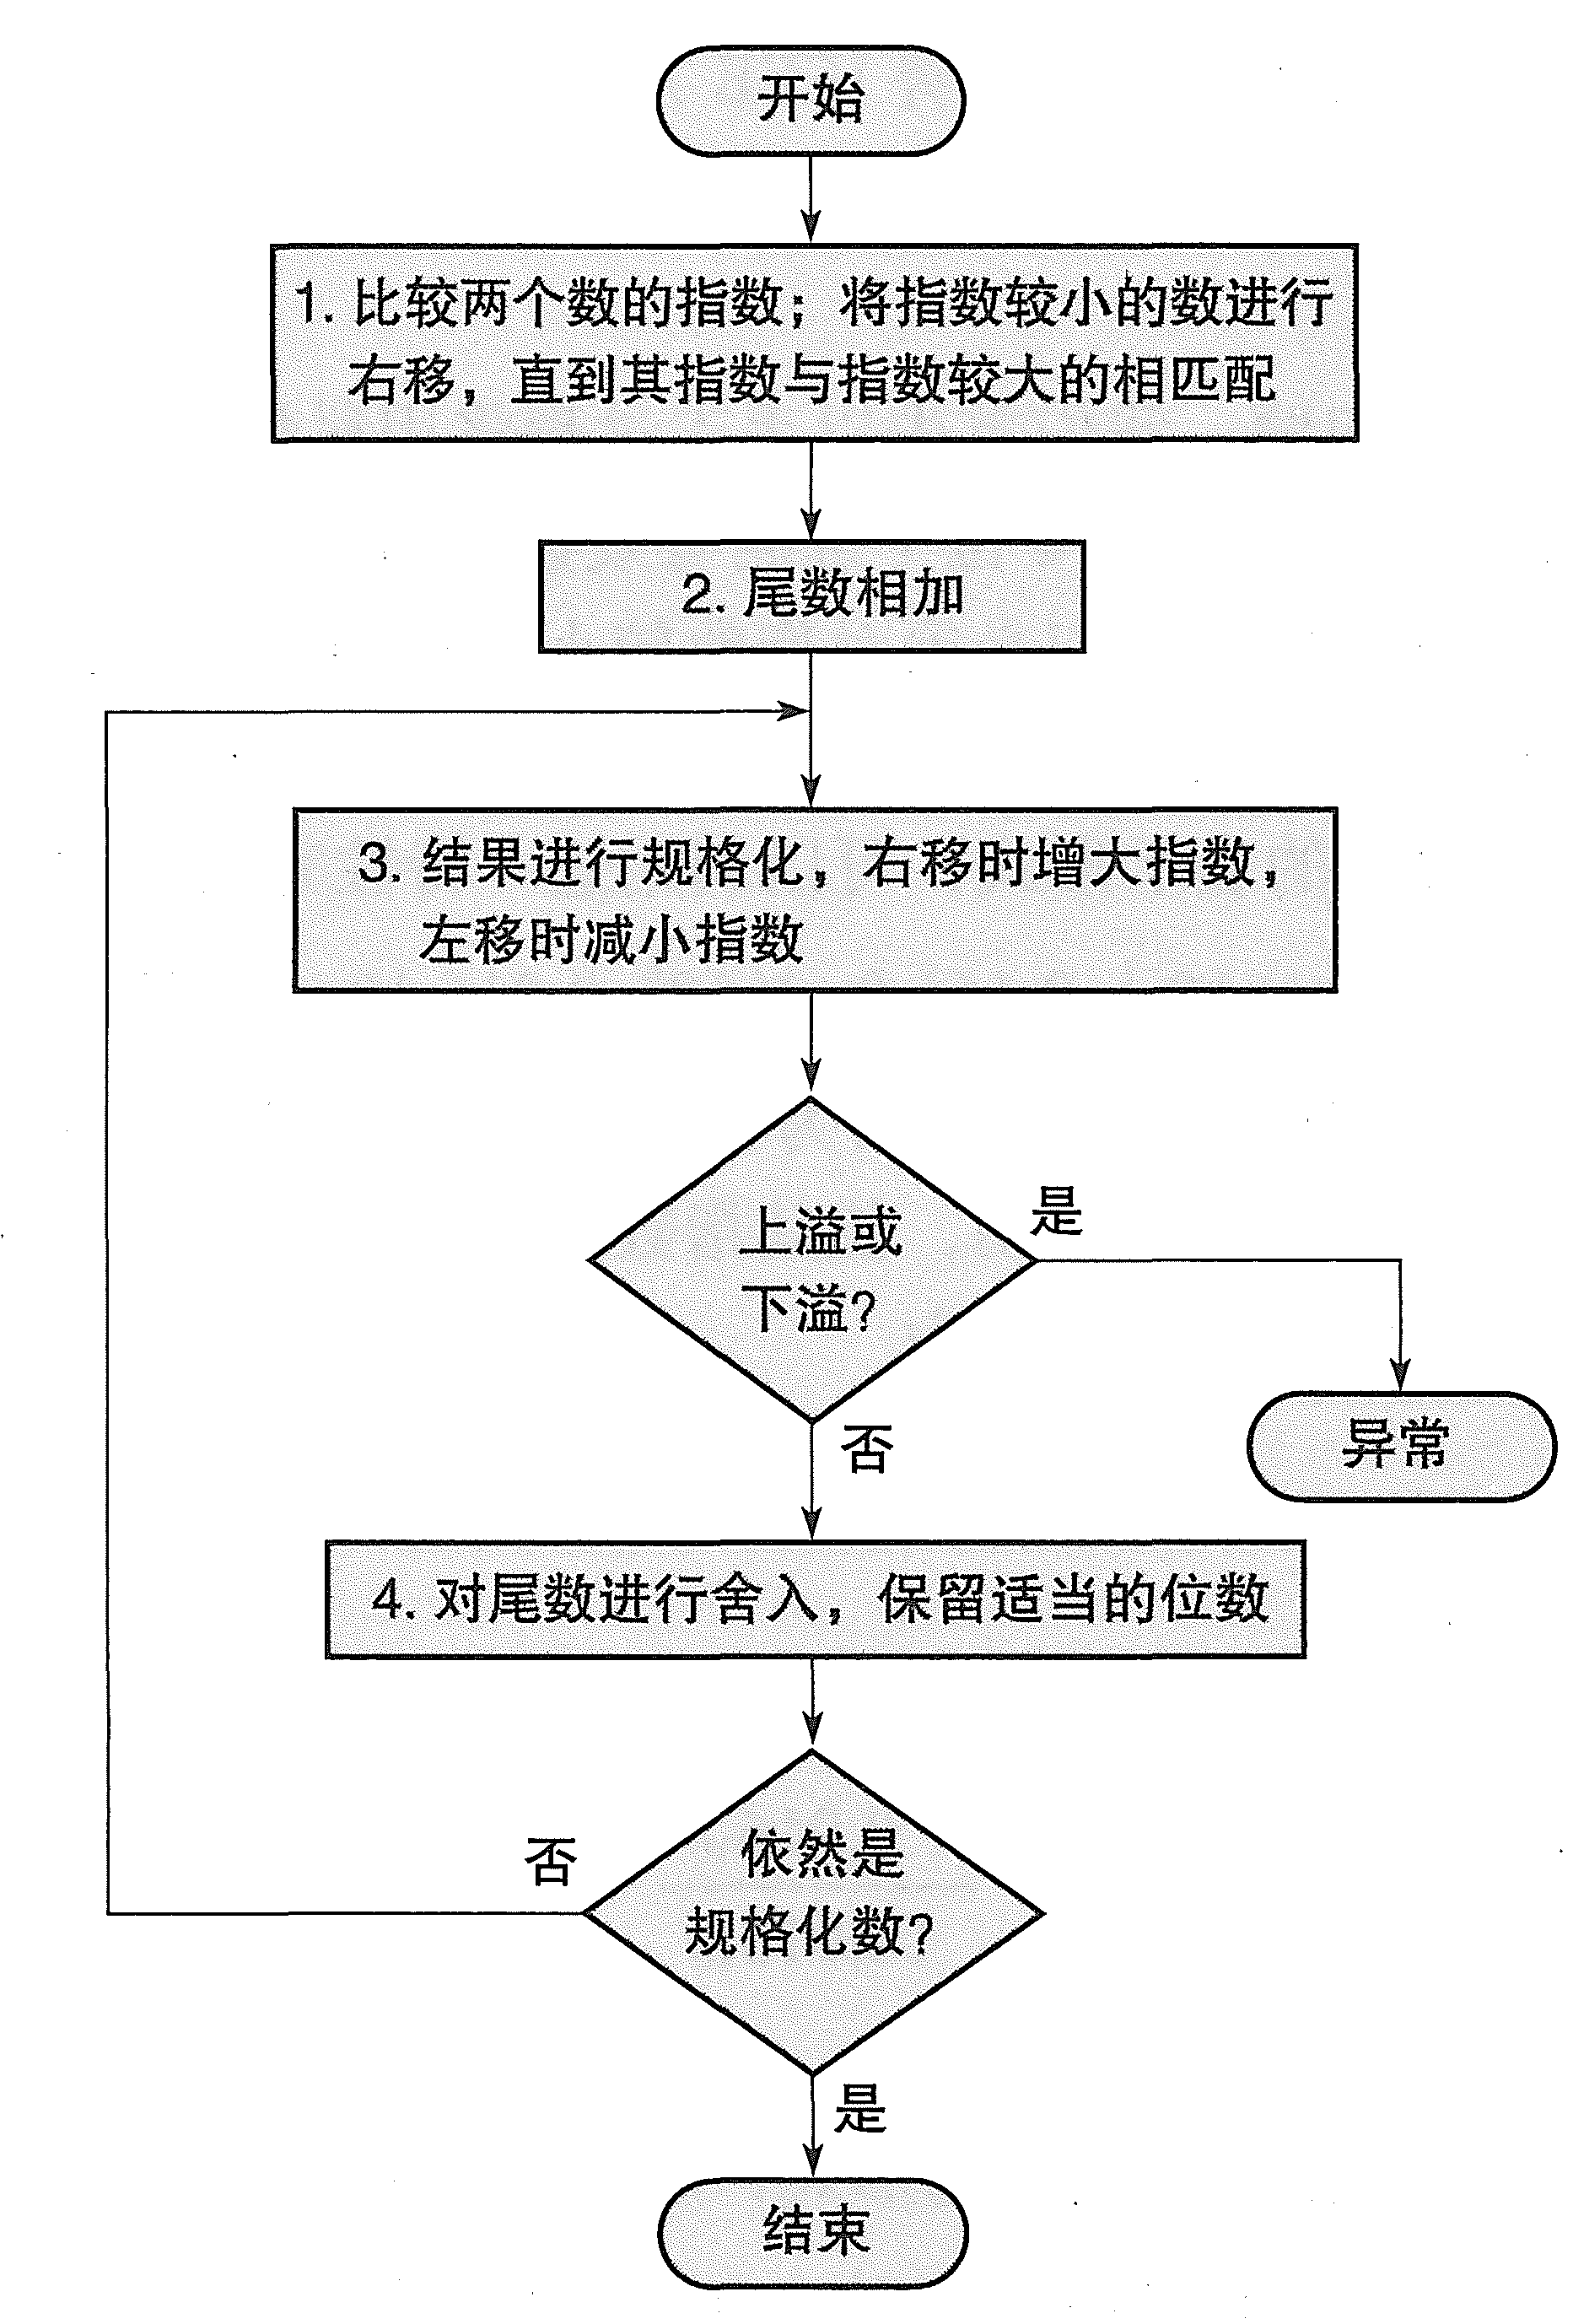 开始
1. 比较两个数的指数；将指数较小的数进行
右移，直到其指数与指数较大的相匹配
2. 尾数相加
3. 结果进行规格化，右移时增大指数，
左移时减小指数
上溢或
下溢？
是
异常
否
4. 对尾数进行舍入，保留适当的位数
依然是
规格化数？
否
是
结束